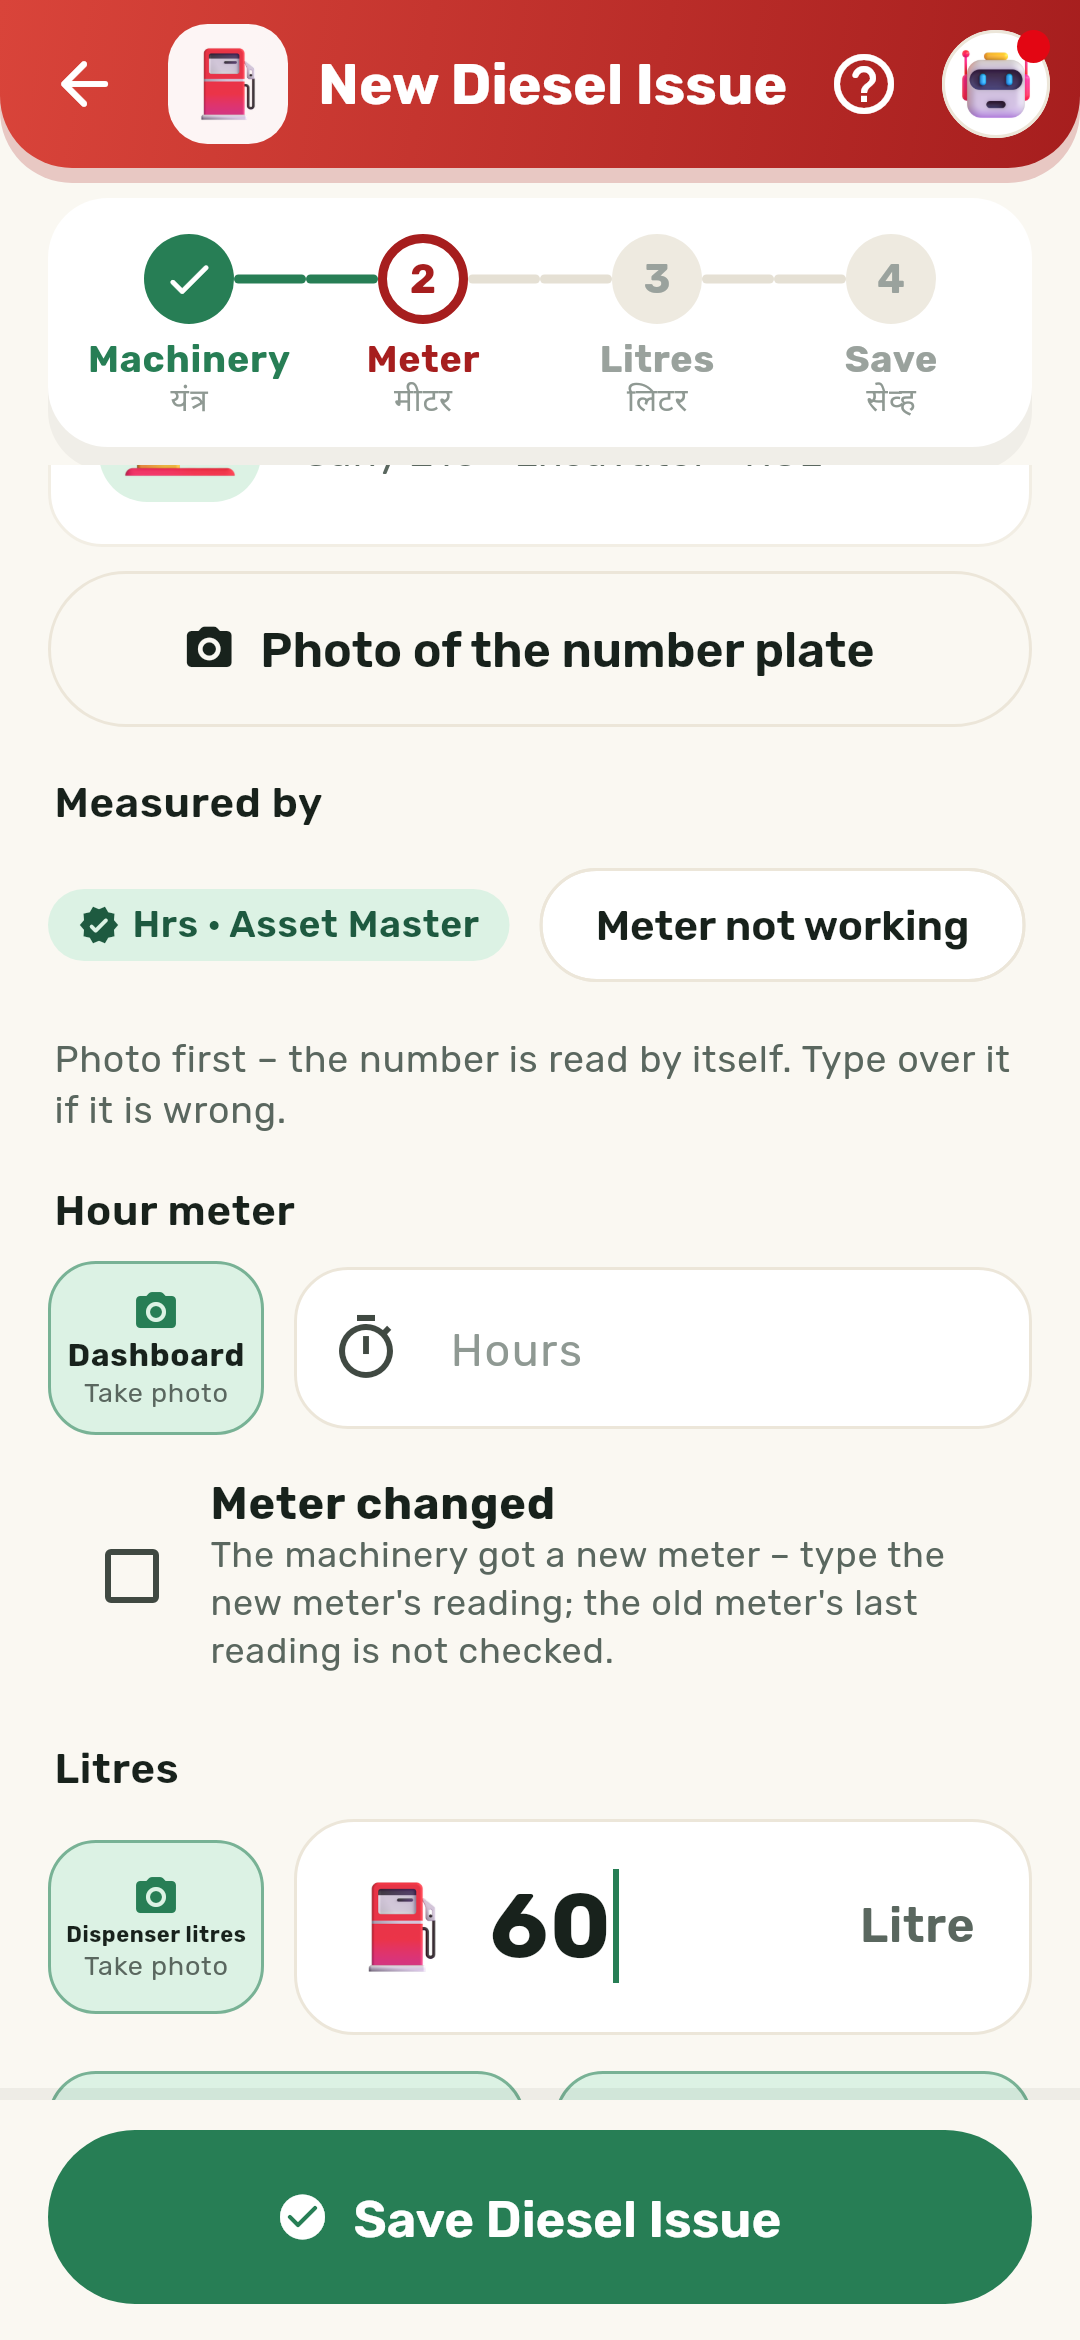 New Diesel Issue
2
3
4
Machinery
Meter
Litres
Save
यंत्र
मीटर
लिटर
सेव्ह
Photo of the number plate
Measured by
Hrs • Asset Master
Meter not working
Photo first – the number is read by itself. Type over it
if it is wrong.
Hour meter
Dashboard
Take photo
Hours
Meter changed
The machinery got a new meter – type the
new meter's reading; the old meter's last
reading is not checked.
Litres
Dispenser litres
Take photo
60
Litre
Save Diesel Issue